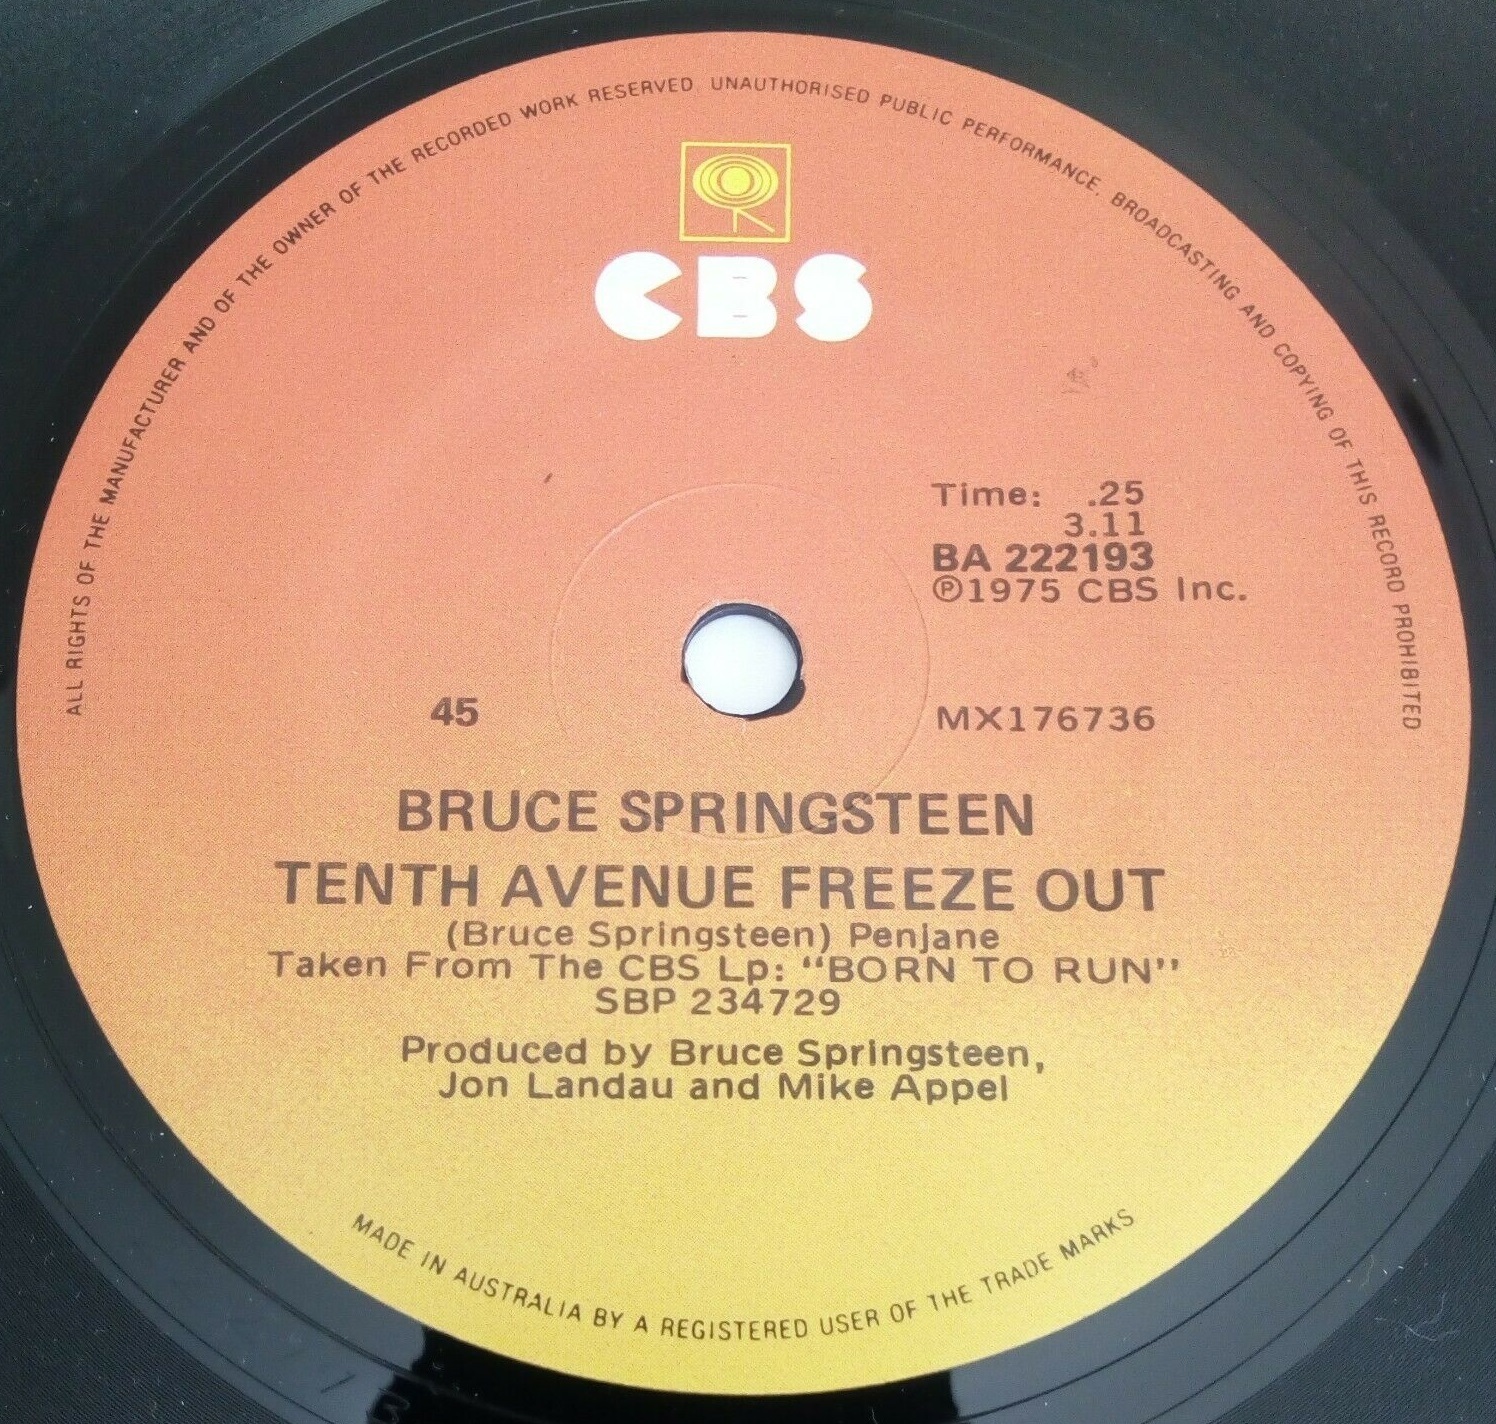 ALL RIGHTS OF THE MANUFACTURER AND OF THE OWNER OF THE RECORDED WORK RESERVED UNAUTHORISED PUBLIC PERFORMANCE, BROADCASTING AND COPYING OF THIS RECORD PROHIBITED
CBS
Time: .25
3.11
BA 222193
℗1975 CBS Inc.
45
MX176736
BRUCE SPRINGSTEEN
TENTH AVENUE FREEZE OUT
(Bruce Springsteen) Penjane
Taken From The CBS Lp: "BORN TO RUN"
SBP 234729
Produced by Bruce Springsteen,
Jon Landau and Mike Appel
MADE IN AUSTRALIA BY A REGISTERED USER OF THE TRADE MARKS